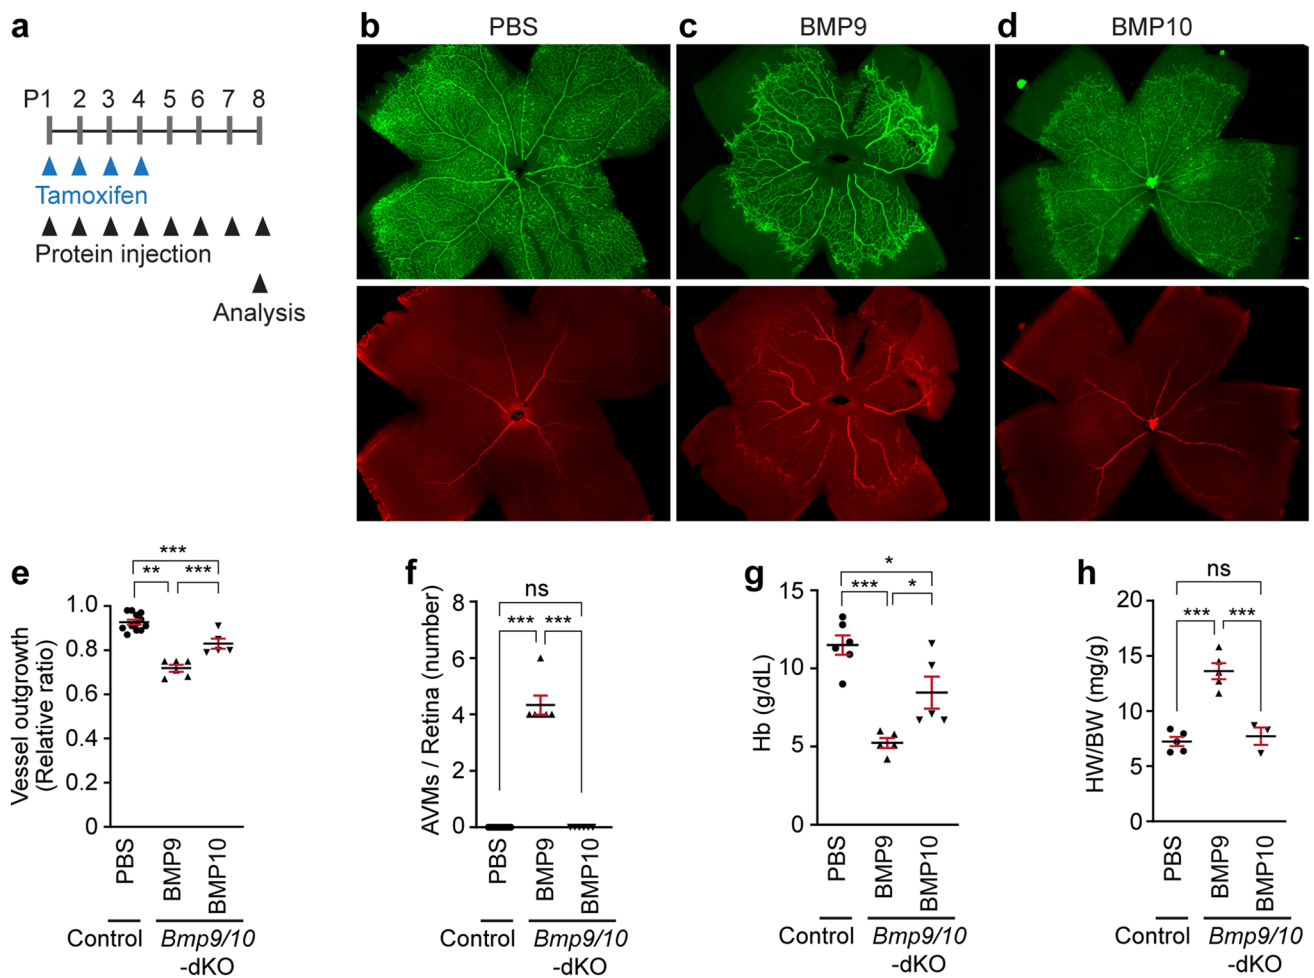 a
P1 2 3 4 5 6 7 8
Tamoxifen
Protein injection
Analysis
b PBS
c BMP9
d BMP10
e
***
** ***
Vessel outgrowth
(Relative ratio)
1.0
0.8
0.6
0.4
0.2
0
PBS
BMP9
BMP10
Control
Bmp9/10
-dKO
f
ns
*** ***
AVMs / Retina (number)
8
6
4
2
0
PBS
BMP9
BMP10
Control
Bmp9/10
-dKO
g
*
*** *
Hb (g/dL)
15
10
5
0
PBS
BMP9
BMP10
Control
Bmp9/10
-dKO
h
ns
*** ***
HW/BW (mg/g)
20
15
10
5
0
PBS
BMP9
BMP10
Control
Bmp9/10
-dKO